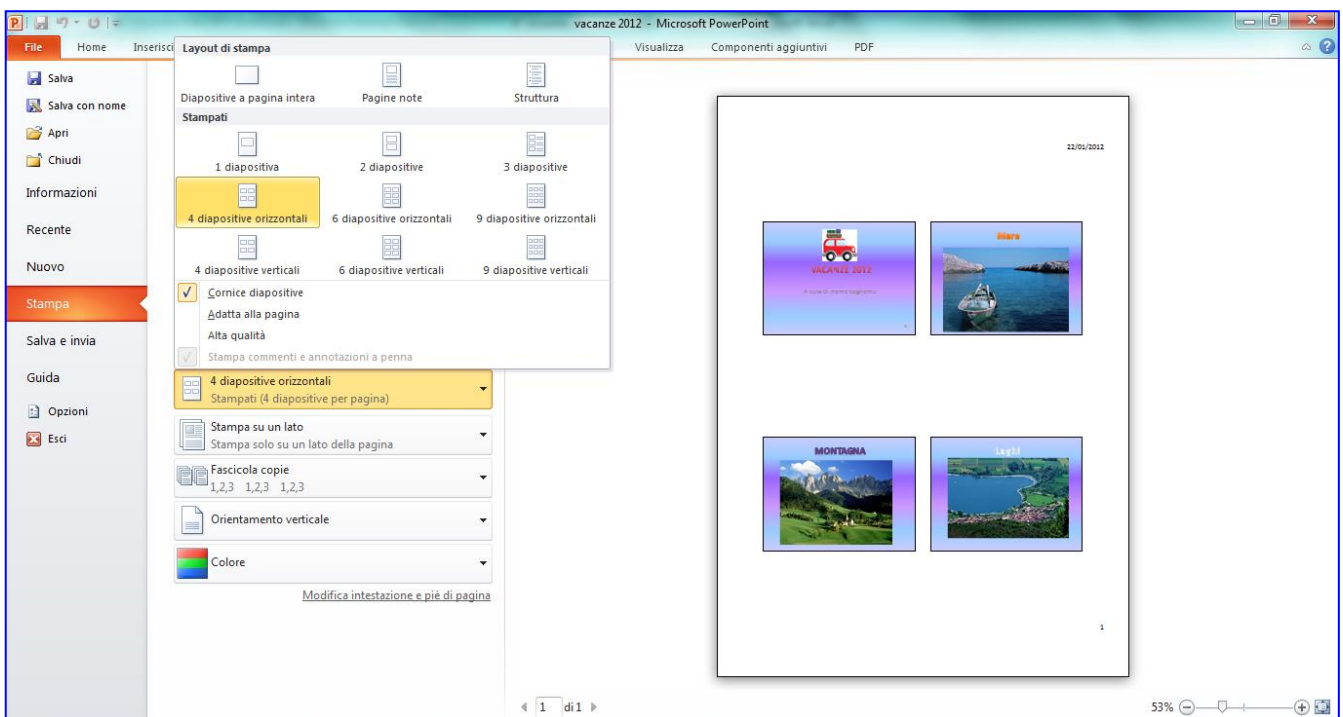 vacanze 2012 - Microsoft PowerPoint
File Home Inserisci Visualizza Componenti aggiuntivi PDF
Salva
Salva con nome
Apri
Chiudi
Informazioni
Recente
Nuovo
Stampa
Salva e invia
Guida
Opzioni
Esci
Layout di stampa
Diapositive a pagina intera Pagine note Struttura
Stampati
1 diapositiva 2 diapositive 3 diapositive
4 diapositive orizzontali 6 diapositive orizzontali 9 diapositive orizzontali
4 diapositive verticali 6 diapositive verticali 9 diapositive verticali
Cornice diapositive
Adatta alla pagina
Alta qualità
Stampa commenti e annotazioni a penna
4 diapositive orizzontali
Stampati (4 diapositive per pagina)
Stampa su un lato
Stampa solo su un lato della pagina
Fascicola copie
1,2,3 1,2,3 1,2,3
Orientamento verticale
Colore
Modifica intestazione e piè di pagina
22/01/2012
VACANZE 2012
A cura di nome cognome
Mare
MONTAGNA
Laghi
1
1 di 1
53%